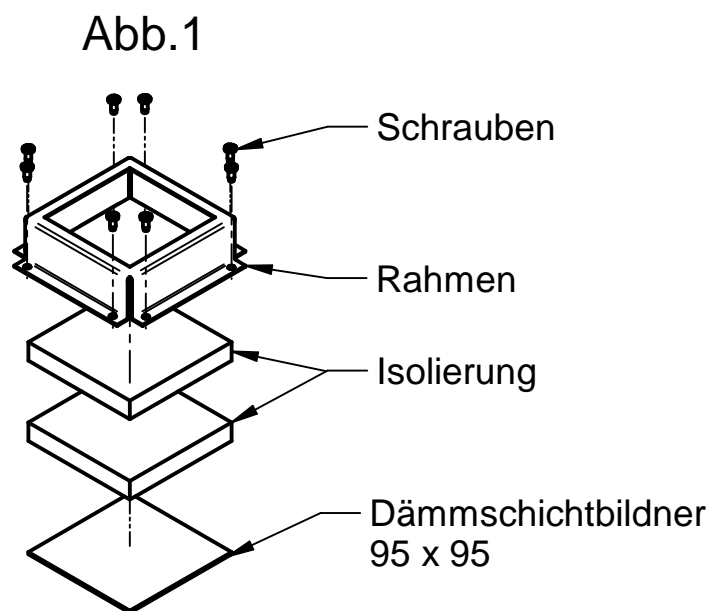 Abb.1
Schrauben
Rahmen
Isolierung
Dämmschichtbildner
95 x 95